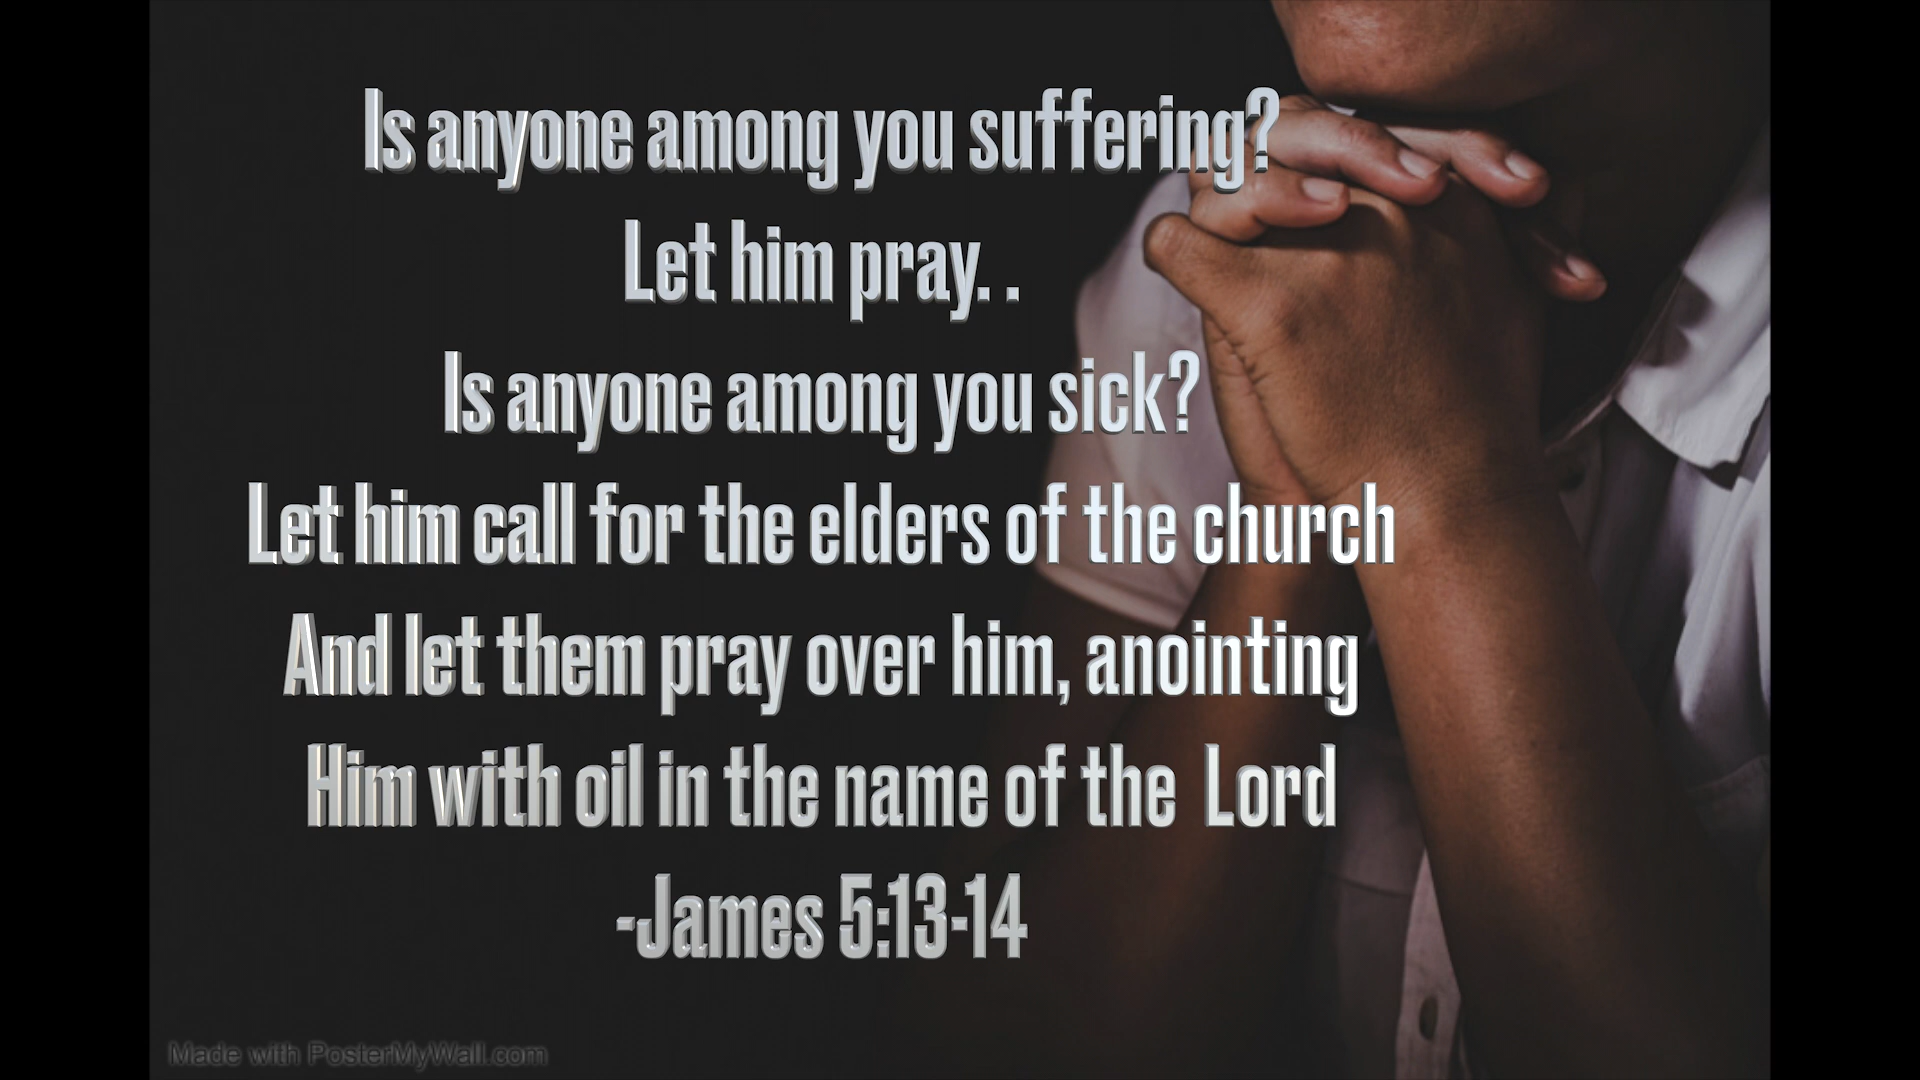 Is anyone among you suffering?
Let him pray. .
Is anyone among you sick?
Let him call for the elders of the church
And let them pray over him, anointing
Him with oil in the name of the Lord
-James 5:13-14
Made with PosterMyWall.com